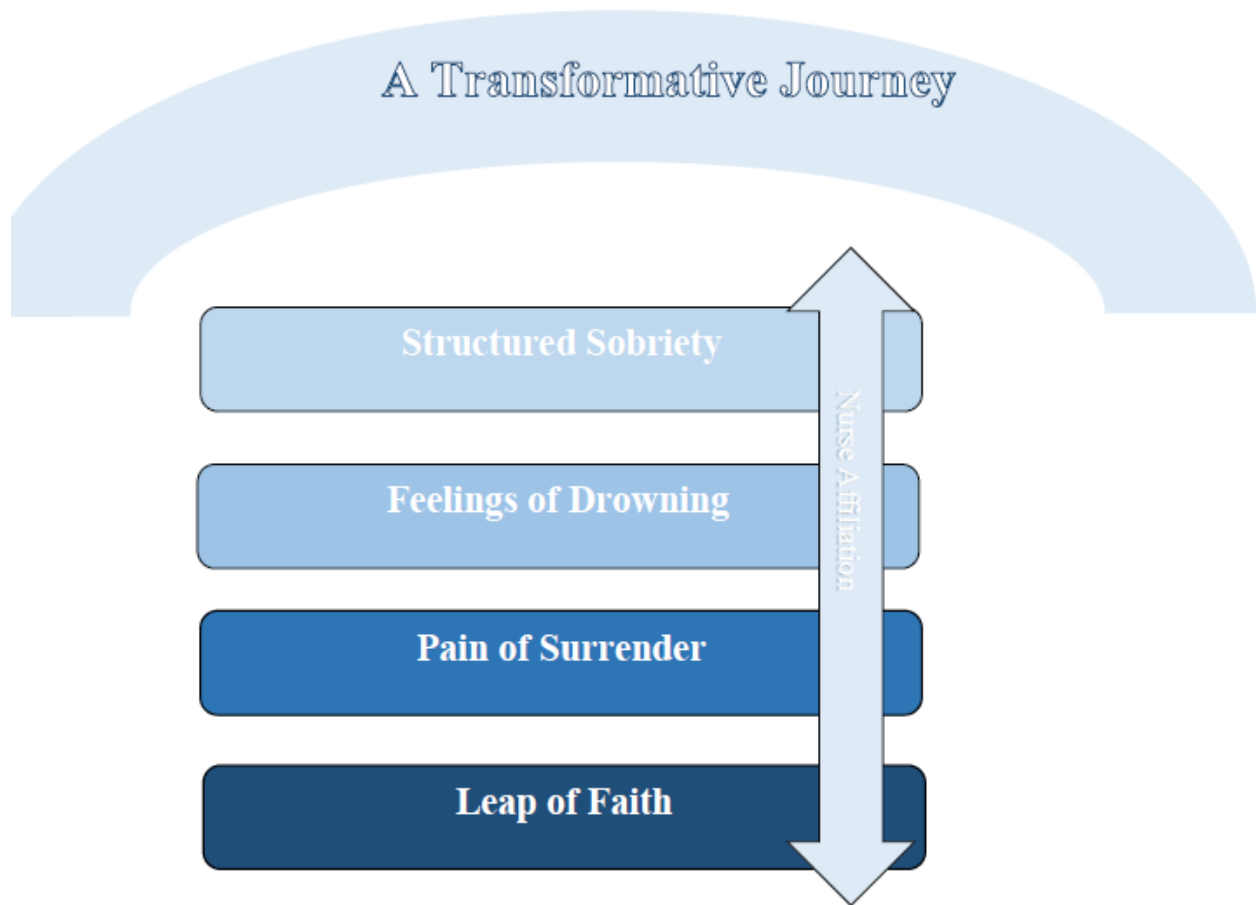 A Transformative Journey
Structured Sobriety
Nurse Affiliation
Feelings of Drowning
Pain of Surrender
Leap of Faith